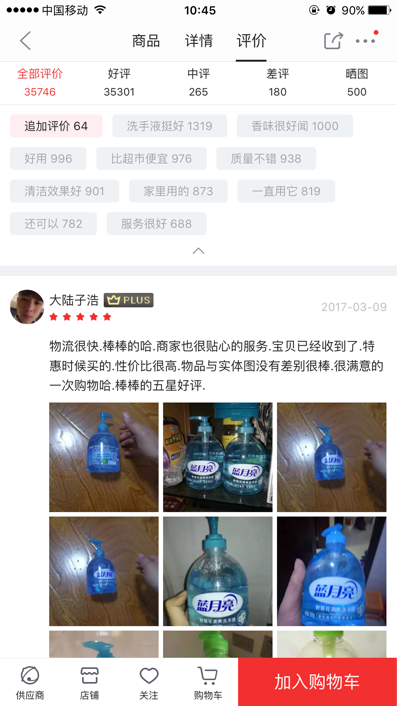 中国移动
10:45
90%
商品
详情
评价
全部评价
好评
中评
差评
晒图
35746
35301
265
180
500
追加评价 64
洗手液挺好 1319
香味很好闻 1000
好用 996
比超市便宜 976
质量不错 938
清洁效果好 901
家里用的 873
一直用它 819
还可以 782
服务很好 688
大陆子浩
PLUS
2017-03-09
物流很快.棒棒的哈.商家也很贴心的服务.宝贝已经收到了.特
惠时候买的.性价比很高.物品与实体图没有差别很棒.很满意的
一次购物哈.棒棒的五星好评.
蓝月亮
蓝月亮
蓝月亮
蓝月亮
蓝月亮
蓝月亮
蓝月亮
供应商
店铺
关注
购物车
加入购物车